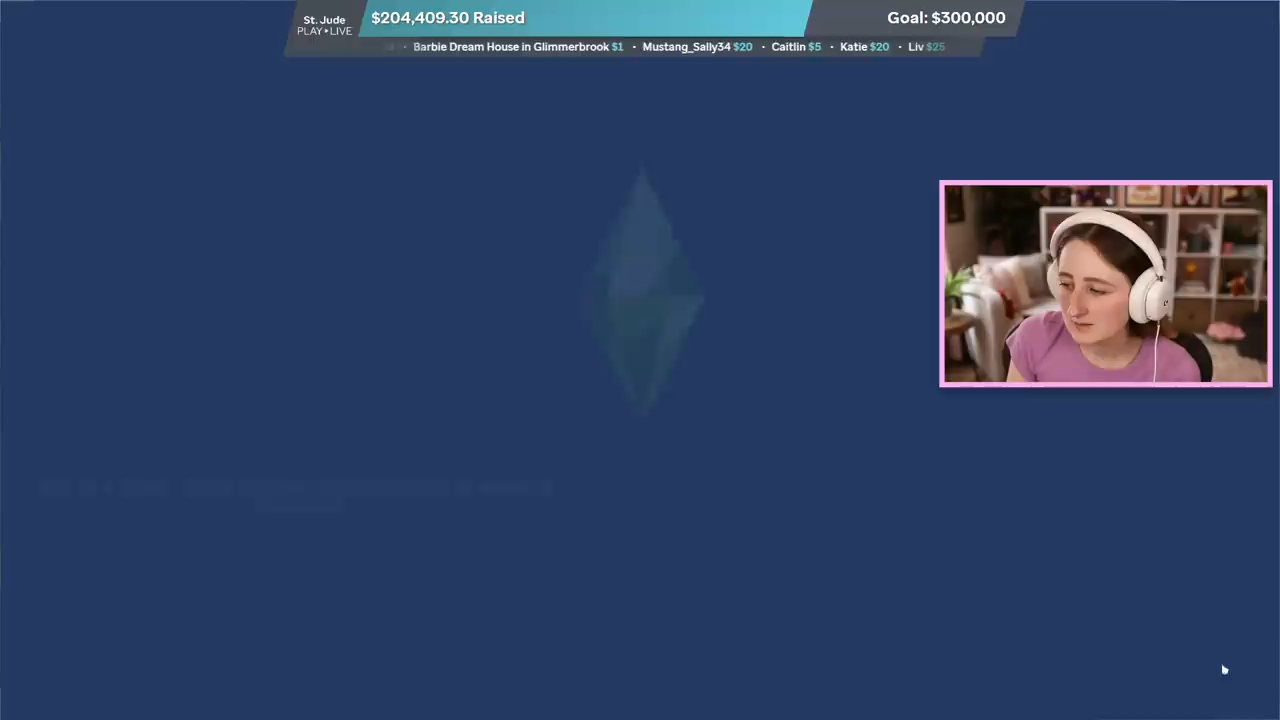 St. Jude
PLAY LIVE
$204,409.30 Raised
Goal: $300,000
· Barbie Dream House in Glimmerbrook $1 · Mustang_Sally34 $20 · Caitlin $5 · Katie $20 · Liv $25